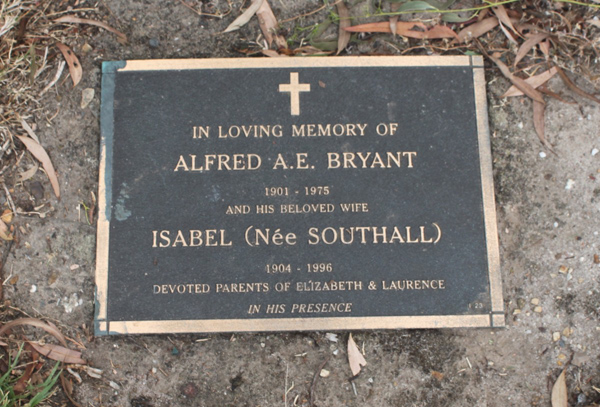 IN LOVING MEMORY OF
ALFRED A.E. BRYANT
1901 - 1975
AND HIS BELOVED WIFE
ISABEL (Née SOUTHALL)
1904 - 1996
DEVOTED PARENTS OF ELIZABETH & LAURENCE
IN HIS PRESENCE